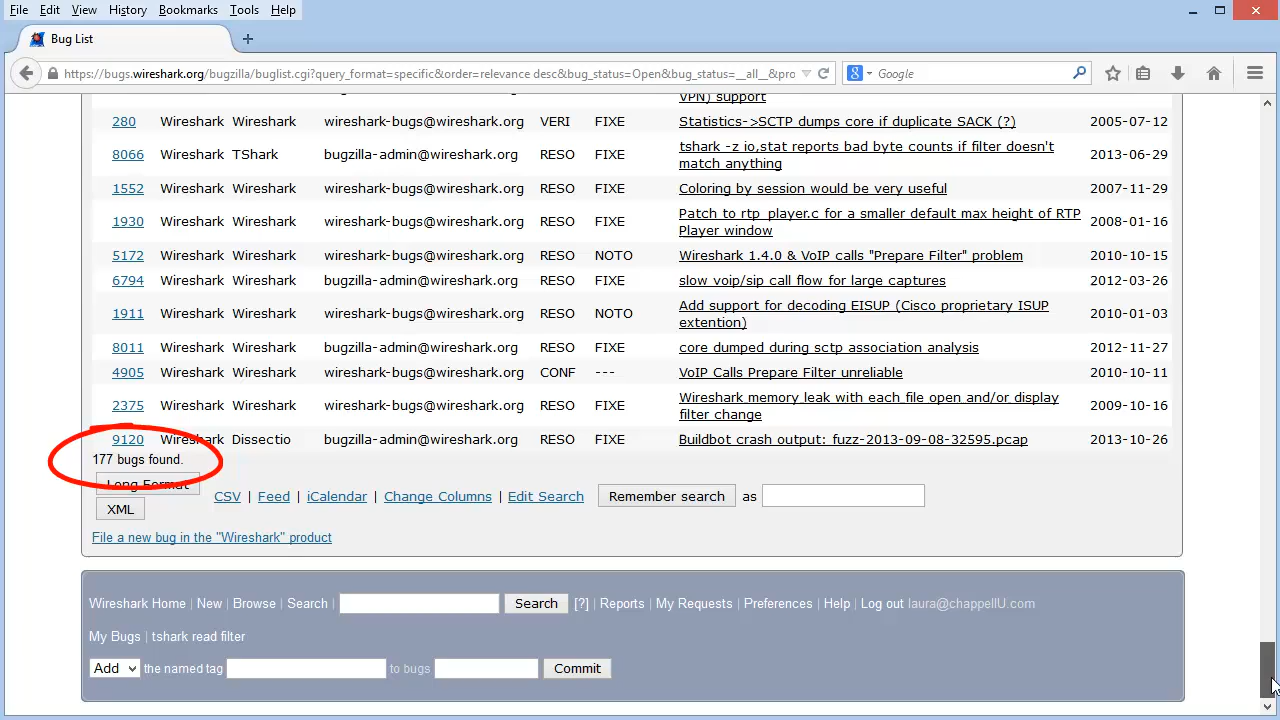 File Edit View History Bookmarks Tools Help
Bug List
https://bugs.wireshark.org/bugzilla/buglist.cgi?query_format=specific&order=relevance desc&bug_status=Open&bug_status=__all__&pro
Google
VPN) support
280 Wireshark Wireshark wireshark-bugs@wireshark.org VERI FIXE Statistics->SCTP dumps core if duplicate SACK (?) 2005-07-12
8066 Wireshark TShark bugzilla-admin@wireshark.org RESO FIXE tshark -z io,stat reports bad byte counts if filter doesn't 2013-06-29
match anything
1552 Wireshark Wireshark wireshark-bugs@wireshark.org RESO FIXE Coloring by session would be very useful 2007-11-29
1930 Wireshark Wireshark wireshark-bugs@wireshark.org RESO FIXE Patch to rtp_player.c for a smaller default max height of RTP 2008-01-16
Player window
5172 Wireshark Wireshark wireshark-bugs@wireshark.org RESO NOTO Wireshark 1.4.0 & VoIP calls "Prepare Filter" problem 2010-10-15
6794 Wireshark Wireshark bugzilla-admin@wireshark.org RESO FIXE slow voip/sip call flow for large captures 2012-03-26
1911 Wireshark Wireshark wireshark-bugs@wireshark.org RESO NOTO Add support for decoding EISUP (Cisco proprietary ISUP 2010-01-03
extention)
8011 Wireshark Wireshark bugzilla-admin@wireshark.org RESO FIXE core dumped during sctp association analysis 2012-11-27
4905 Wireshark Wireshark wireshark-bugs@wireshark.org CONF --- VoIP Calls Prepare Filter unreliable 2010-10-11
2375 Wireshark Wireshark wireshark-bugs@wireshark.org RESO FIXE Wireshark memory leak with each file open and/or display 2009-10-16
filter change
9120 Wireshark Dissectio bugzilla-admin@wireshark.org RESO FIXE Buildbot crash output: fuzz-2013-09-08-32595.pcap 2013-10-26
177 bugs found.
Long Format
CSV | Feed | iCalendar | Change Columns | Edit Search Remember search as
XML
File a new bug in the "Wireshark" product
Wireshark Home | New | Browse | Search | Search [?] | Reports | My Requests | Preferences | Help | Log out laura@chappellU.com
My Bugs | tshark read filter
Add the named tag to bugs Commit